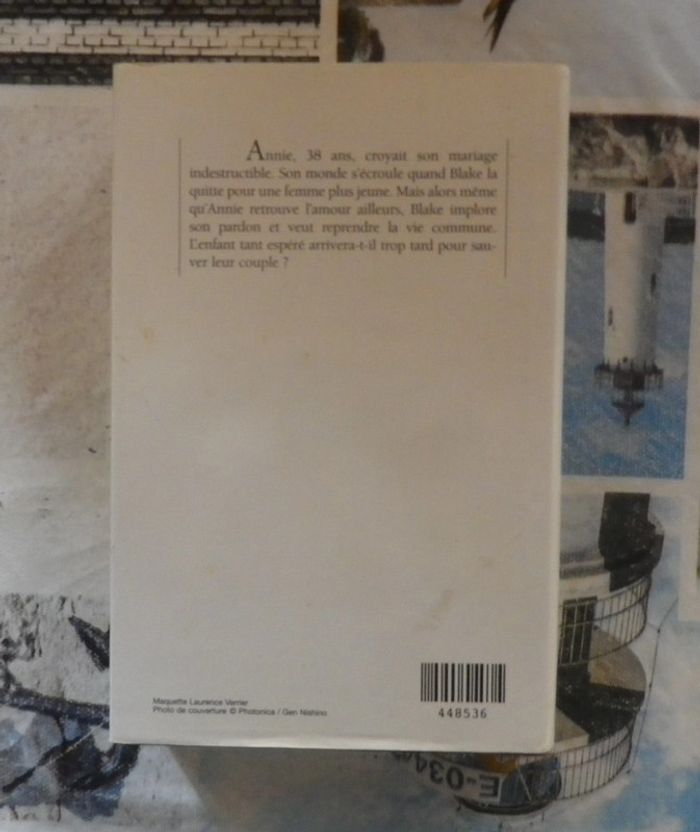 Annie, 38 ans, croyait son mariage
indestructible. Son monde s'écroule quand Blake la
quitte pour une femme plus jeune. Mais alors même
qu'Annie retrouve l'amour ailleurs, Blake implore
son pardon et veut reprendre la vie commune.
L'enfant tant espéré arrivera-t-il trop tard pour sau-
ver leur couple ?
Maquette Laurence Verrier
Photo de couverture © Photonica / Gen Nishino
448536